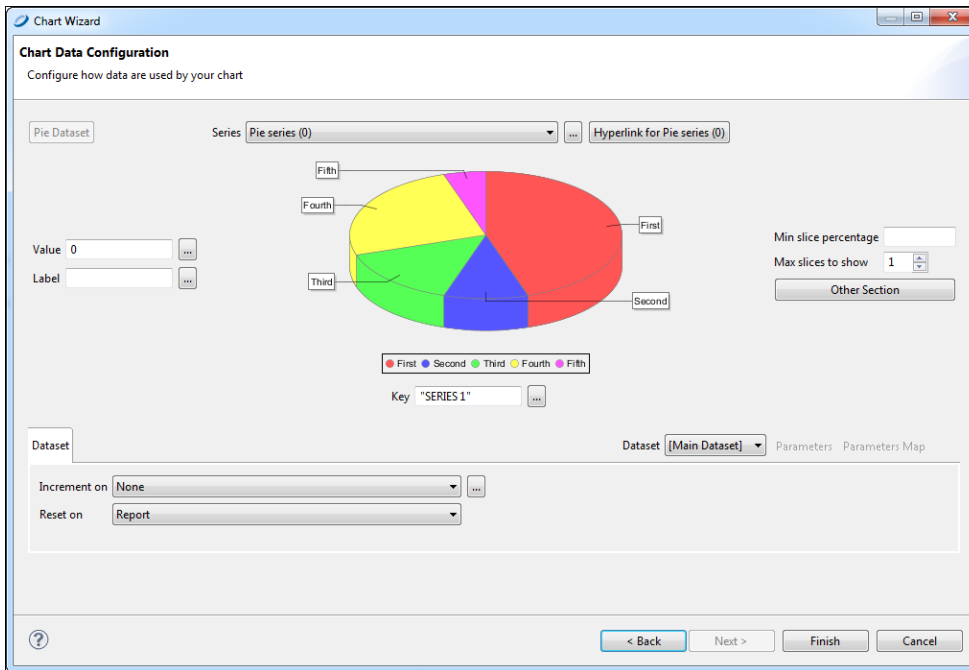 Chart Wizard
Chart Data Configuration
Configure how data are used by your chart
Pie Dataset
Series Pie series (0) ... Hyperlink for Pie series (0)
Fifth
Fourth
First
Third
Second
Value 0 ...
Label ...
Min slice percentage
Max slices to show 1
Other Section
First Second Third Fourth Fifth
Key "SERIES 1" ...
Dataset
Dataset [Main Dataset] Parameters Parameters Map
Increment on None ...
Reset on Report
? < Back Next > Finish Cancel